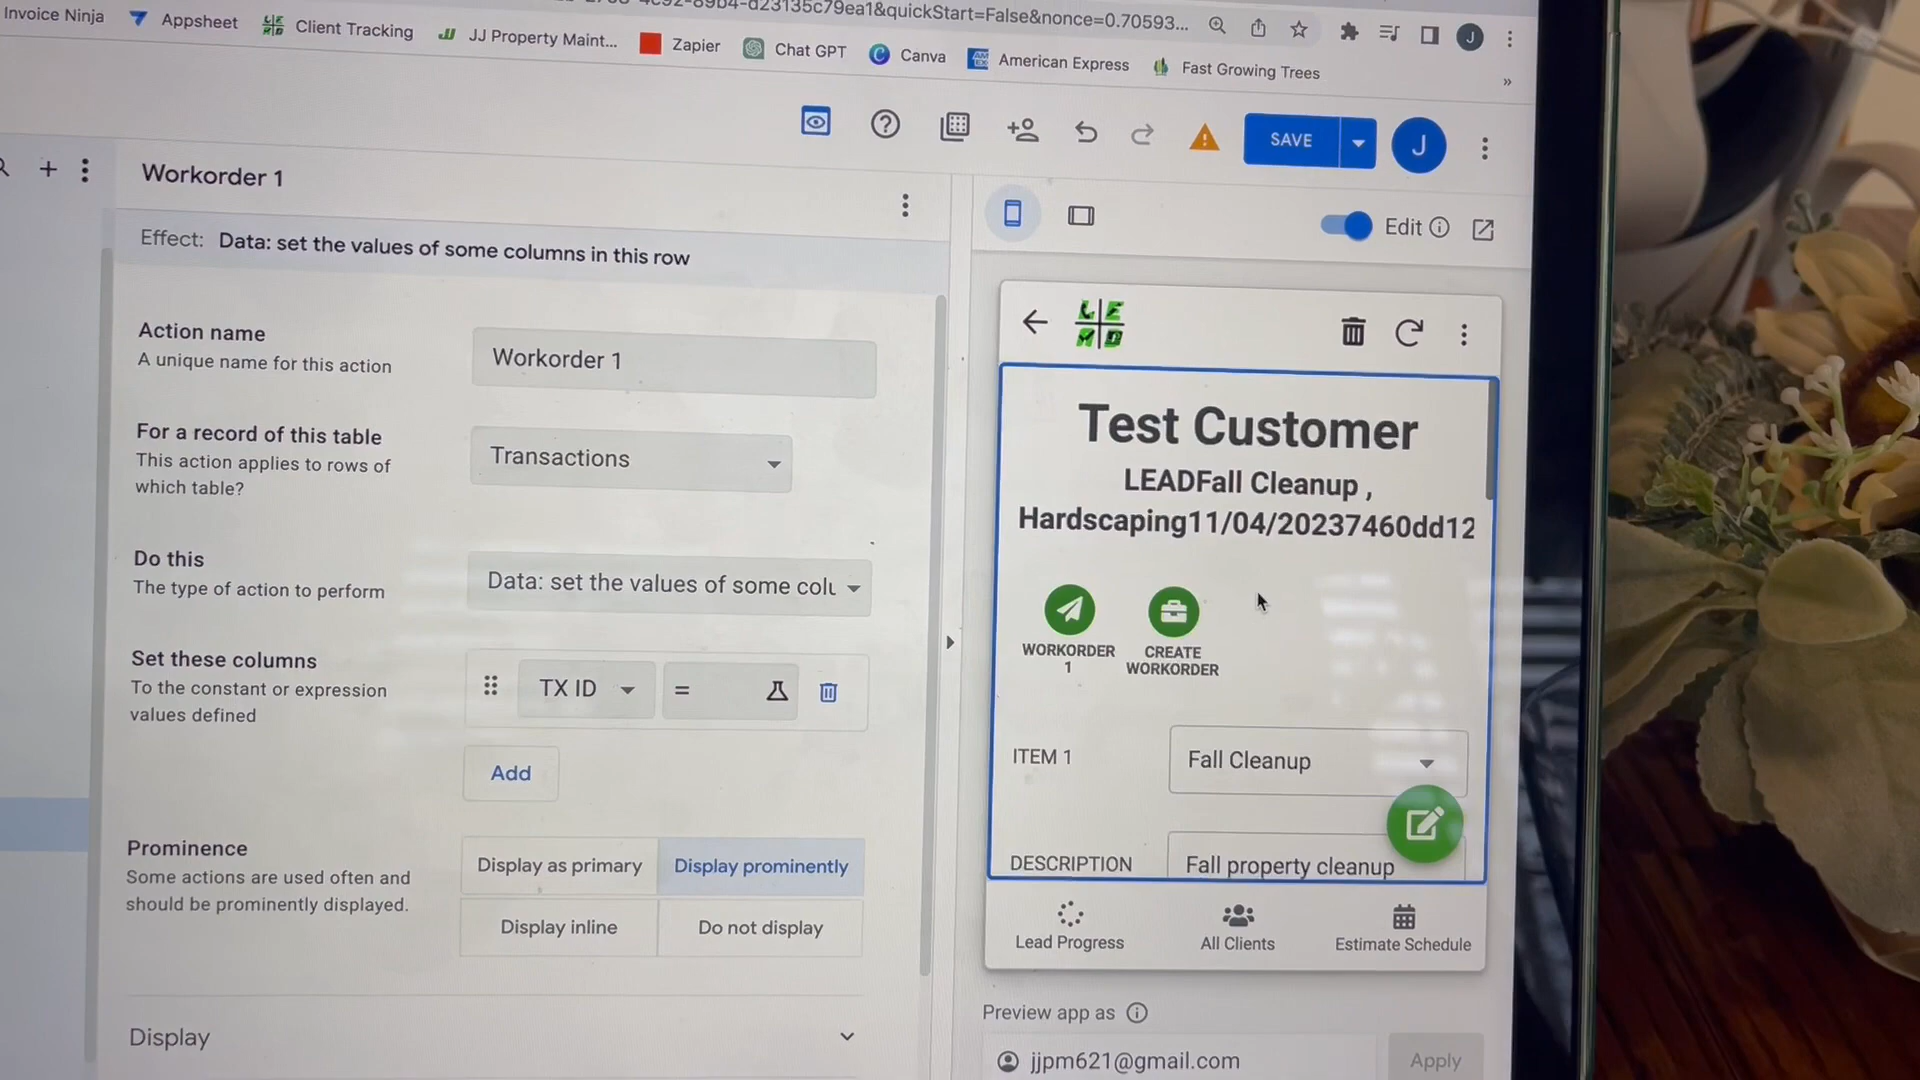 &quickStart=False&nonce=0.70593...
Invoice Ninja
Appsheet
Client Tracking
JJ Property Maint...
Zapier
Chat GPT
Canva
American Express
Fast Growing Trees
»
J
SAVE
J
Workorder 1
Effect: Data: set the values of some columns in this row
Edit
Action name
A unique name for this action
Workorder 1
For a record of this table
This action applies to rows of
which table?
Transactions
Do this
The type of action to perform
Data: set the values of some colu
Set these columns
To the constant or expression
values defined
TX ID
=
Add
Prominence
Some actions are used often and
should be prominently displayed.
Display as primary
Display prominently
Display inline
Do not display
Display
Test Customer
LEADFall Cleanup ,
Hardscaping11/04/20237460dd12
WORKORDER
1
CREATE
WORKORDER
ITEM 1
Fall Cleanup
DESCRIPTION
Fall property cleanup
Lead Progress
All Clients
Estimate Schedule
Preview app as
jjpm621@gmail.com
Apply